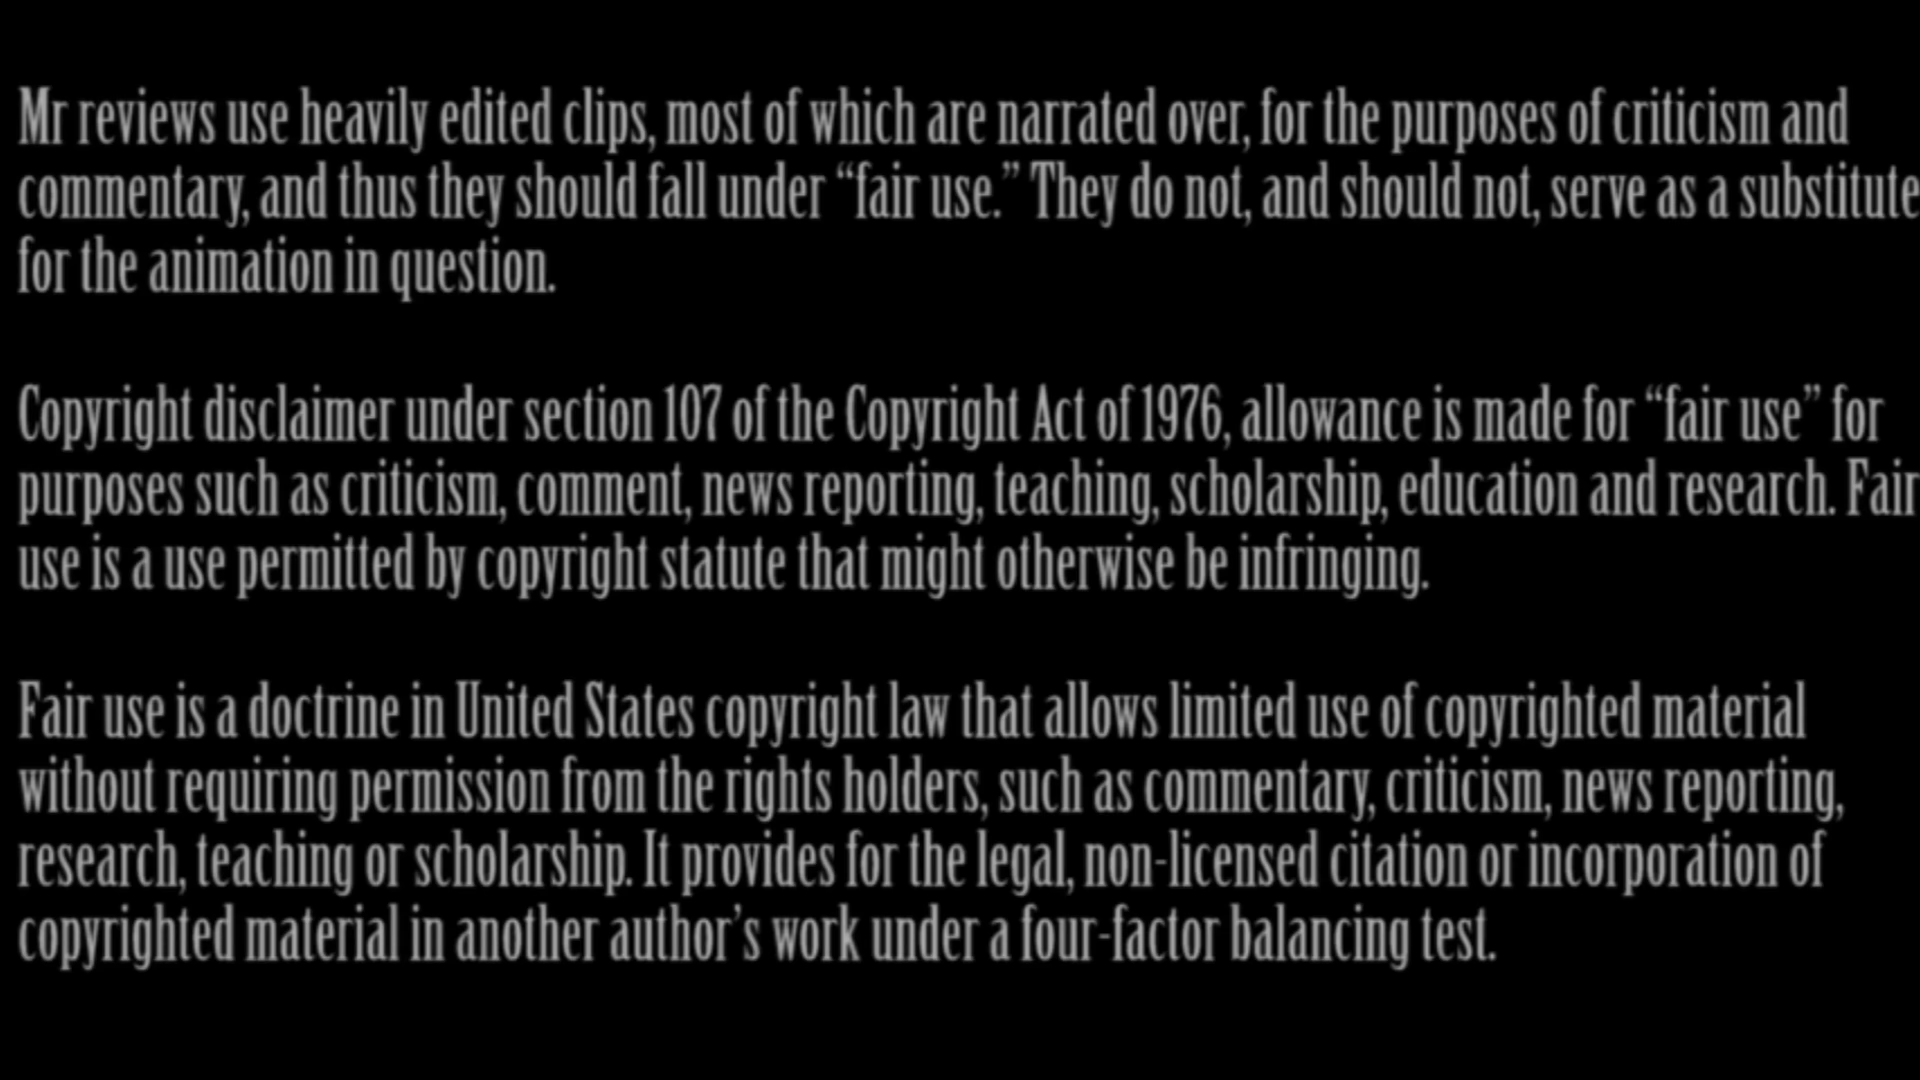 Mr reviews use heavily edited clips, most of which are narrated over, for the purposes of criticism and
commentary, and thus they should fall under “fair use.” They do not, and should not, serve as a substitute
for the animation in question.
Copyright disclaimer under section 107 of the Copyright Act of 1976, allowance is made for “fair use” for
purposes such as criticism, comment, news reporting, teaching, scholarship, education and research. Fair
use is a use permitted by copyright statute that might otherwise be infringing.
Fair use is a doctrine in United States copyright law that allows limited use of copyrighted material
without requiring permission from the rights holders, such as commentary, criticism, news reporting,
research, teaching or scholarship. It provides for the legal, non-licensed citation or incorporation of
copyrighted material in another author’s work under a four-factor balancing test.